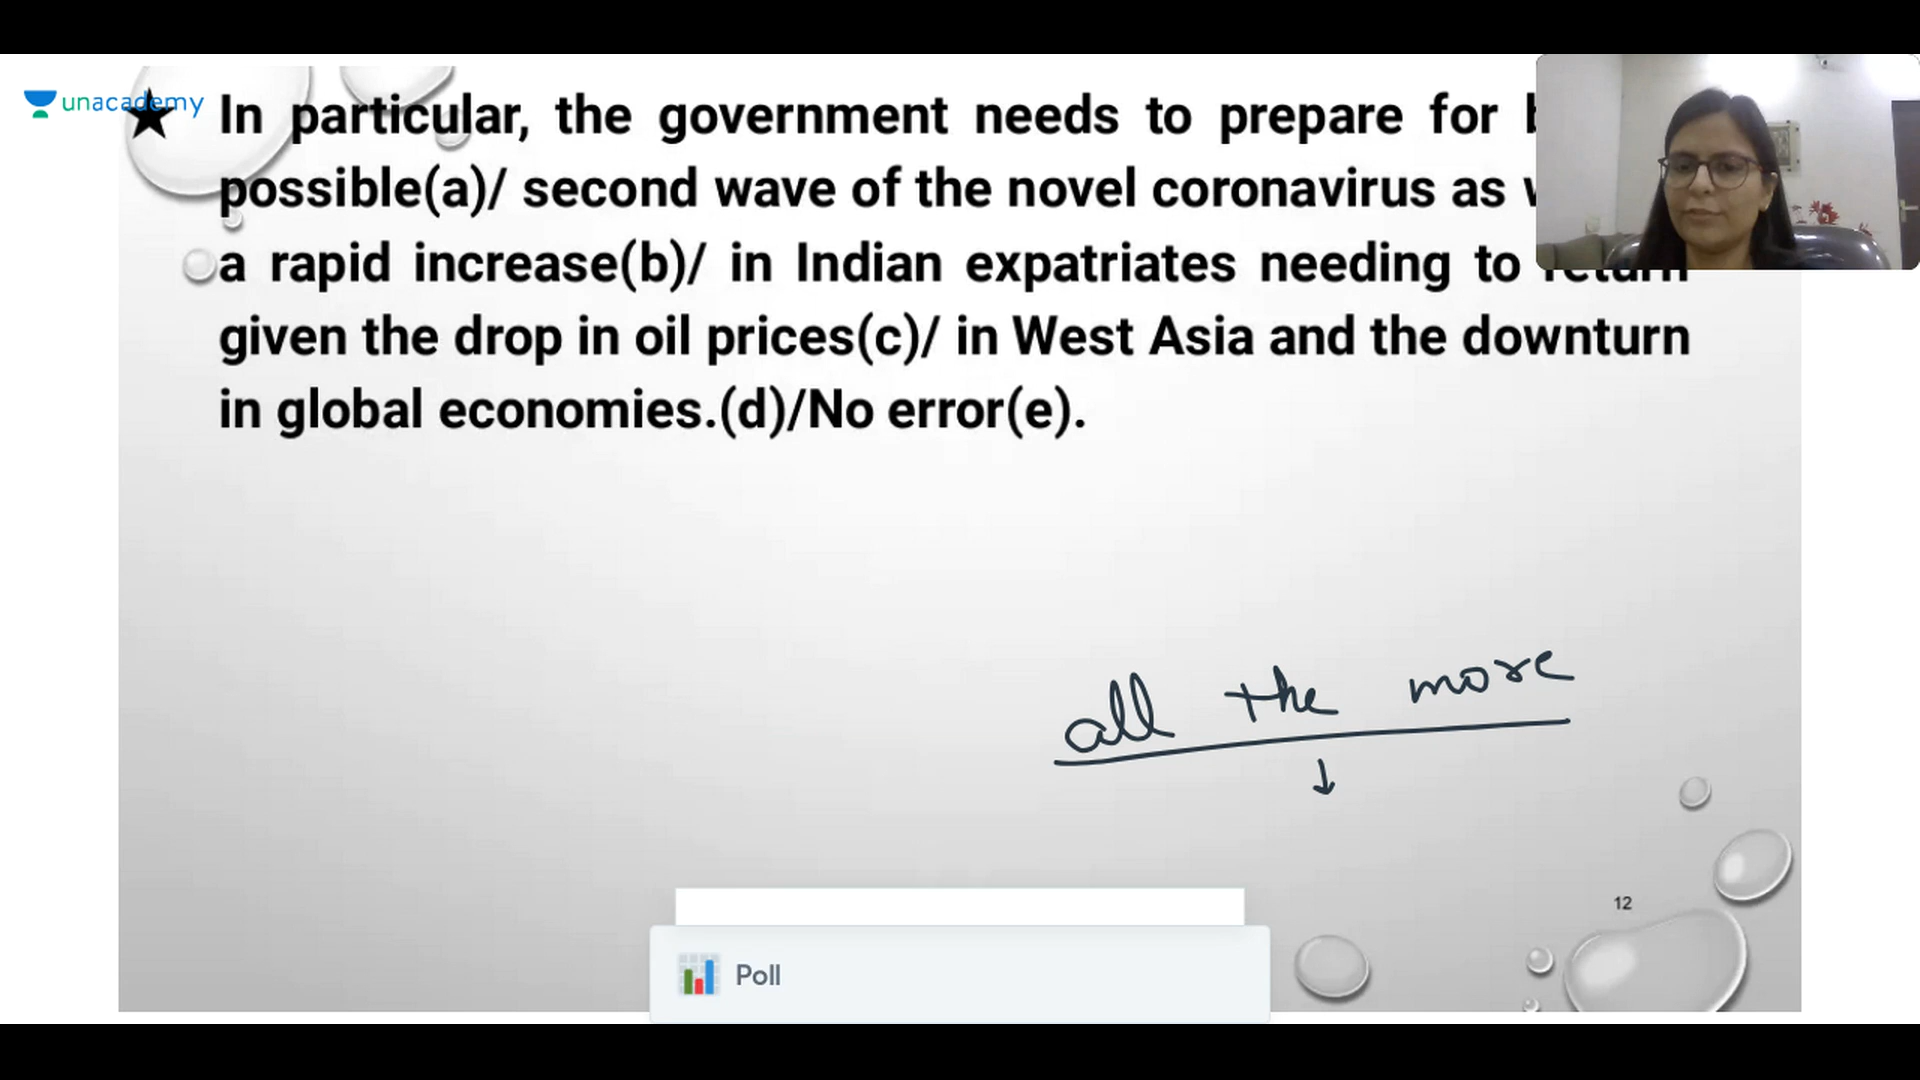 unacademy
In particular, the government needs to prepare for
possible(a)/ second wave of the novel coronavirus as
a rapid increase(b)/ in Indian expatriates needing to return
given the drop in oil prices(c)/ in West Asia and the downturn
in global economies.(d)/No error(e).
all the more
12
Poll